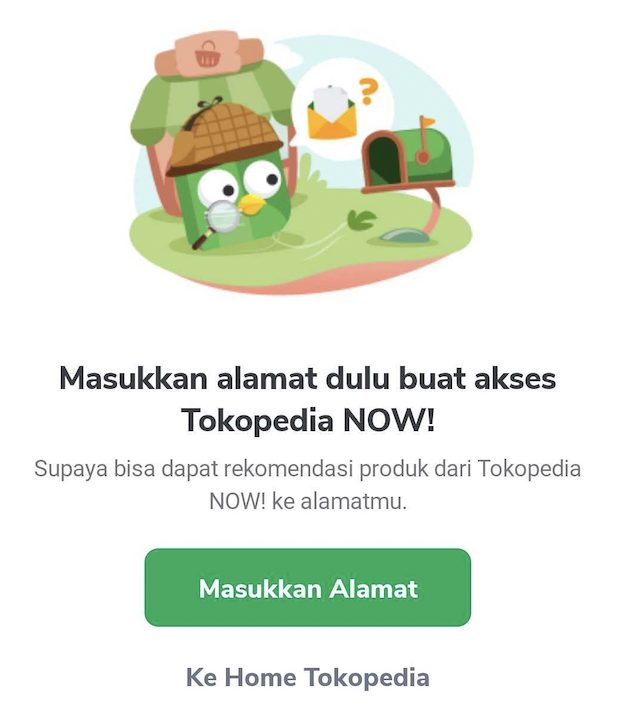 ?
Masukkan alamat dulu buat akses
Tokopedia NOW!
Supaya bisa dapat rekomendasi produk dari Tokopedia
NOW! ke alamatmu.
Masukkan Alamat
Ke Home Tokopedia